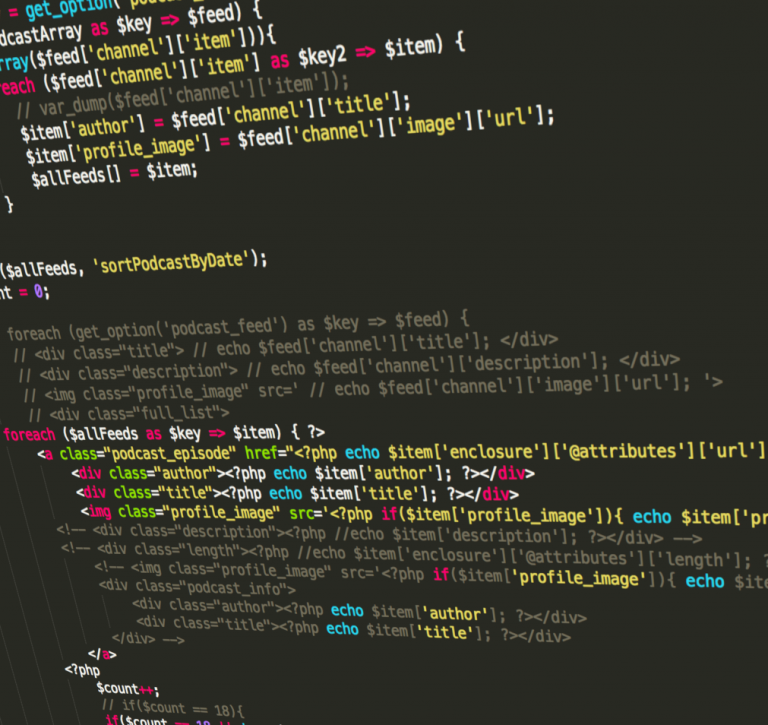 = get_option('
dcastArray as $key => $feed) {
rray($feed['channel']['item'])){
reach ($feed['channel']['item'] as $key2 => $item) {
// var_dump($feed['channel']['item']);
$item['author'] = $feed['channel']['title'];
$item['profile_image'] = $feed['channel']['image']['url'];
$allFeeds[] = $item;
}
($allFeeds, 'sortPodcastByDate');
nt = 0;
foreach (get_option('podcast_feed') as $key => $feed) {
// <div class="title"> // echo $feed['channel']['title']; </div>
// <div class="description"> // echo $feed['channel']['description']; </div>
// <img class="profile_image" src=' // echo $feed['channel']['image']['url']; '>
// <div class="full_list">
foreach ($allFeeds as $key => $item) { ?>
<a class="podcast_episode" href="<?php echo $item['enclosure']['@attributes']['url']
<div class="author"><?php echo $item['author']; ?></div>
<div class="title"><?php echo $item['title']; ?></div>
<img class="profile_image" src='<?php if($item['profile_image']){ echo $item['pr
<!-- <div class="description"><?php //echo $item['description']; ?></div> -->
<!-- <div class="length"><?php //echo $item['enclosure']['@attributes']['length']; ?
<!-- <img class="profile_image" src='<?php if($item['profile_image']){ echo $ite
<div class="podcast_info">
<div class="author"><?php echo $item['author']; ?></div>
<div class="title"><?php echo $item['title']; ?></div>
</div> -->
</a>
<?php
$count++;
// if($count == 18){
if($count == 18